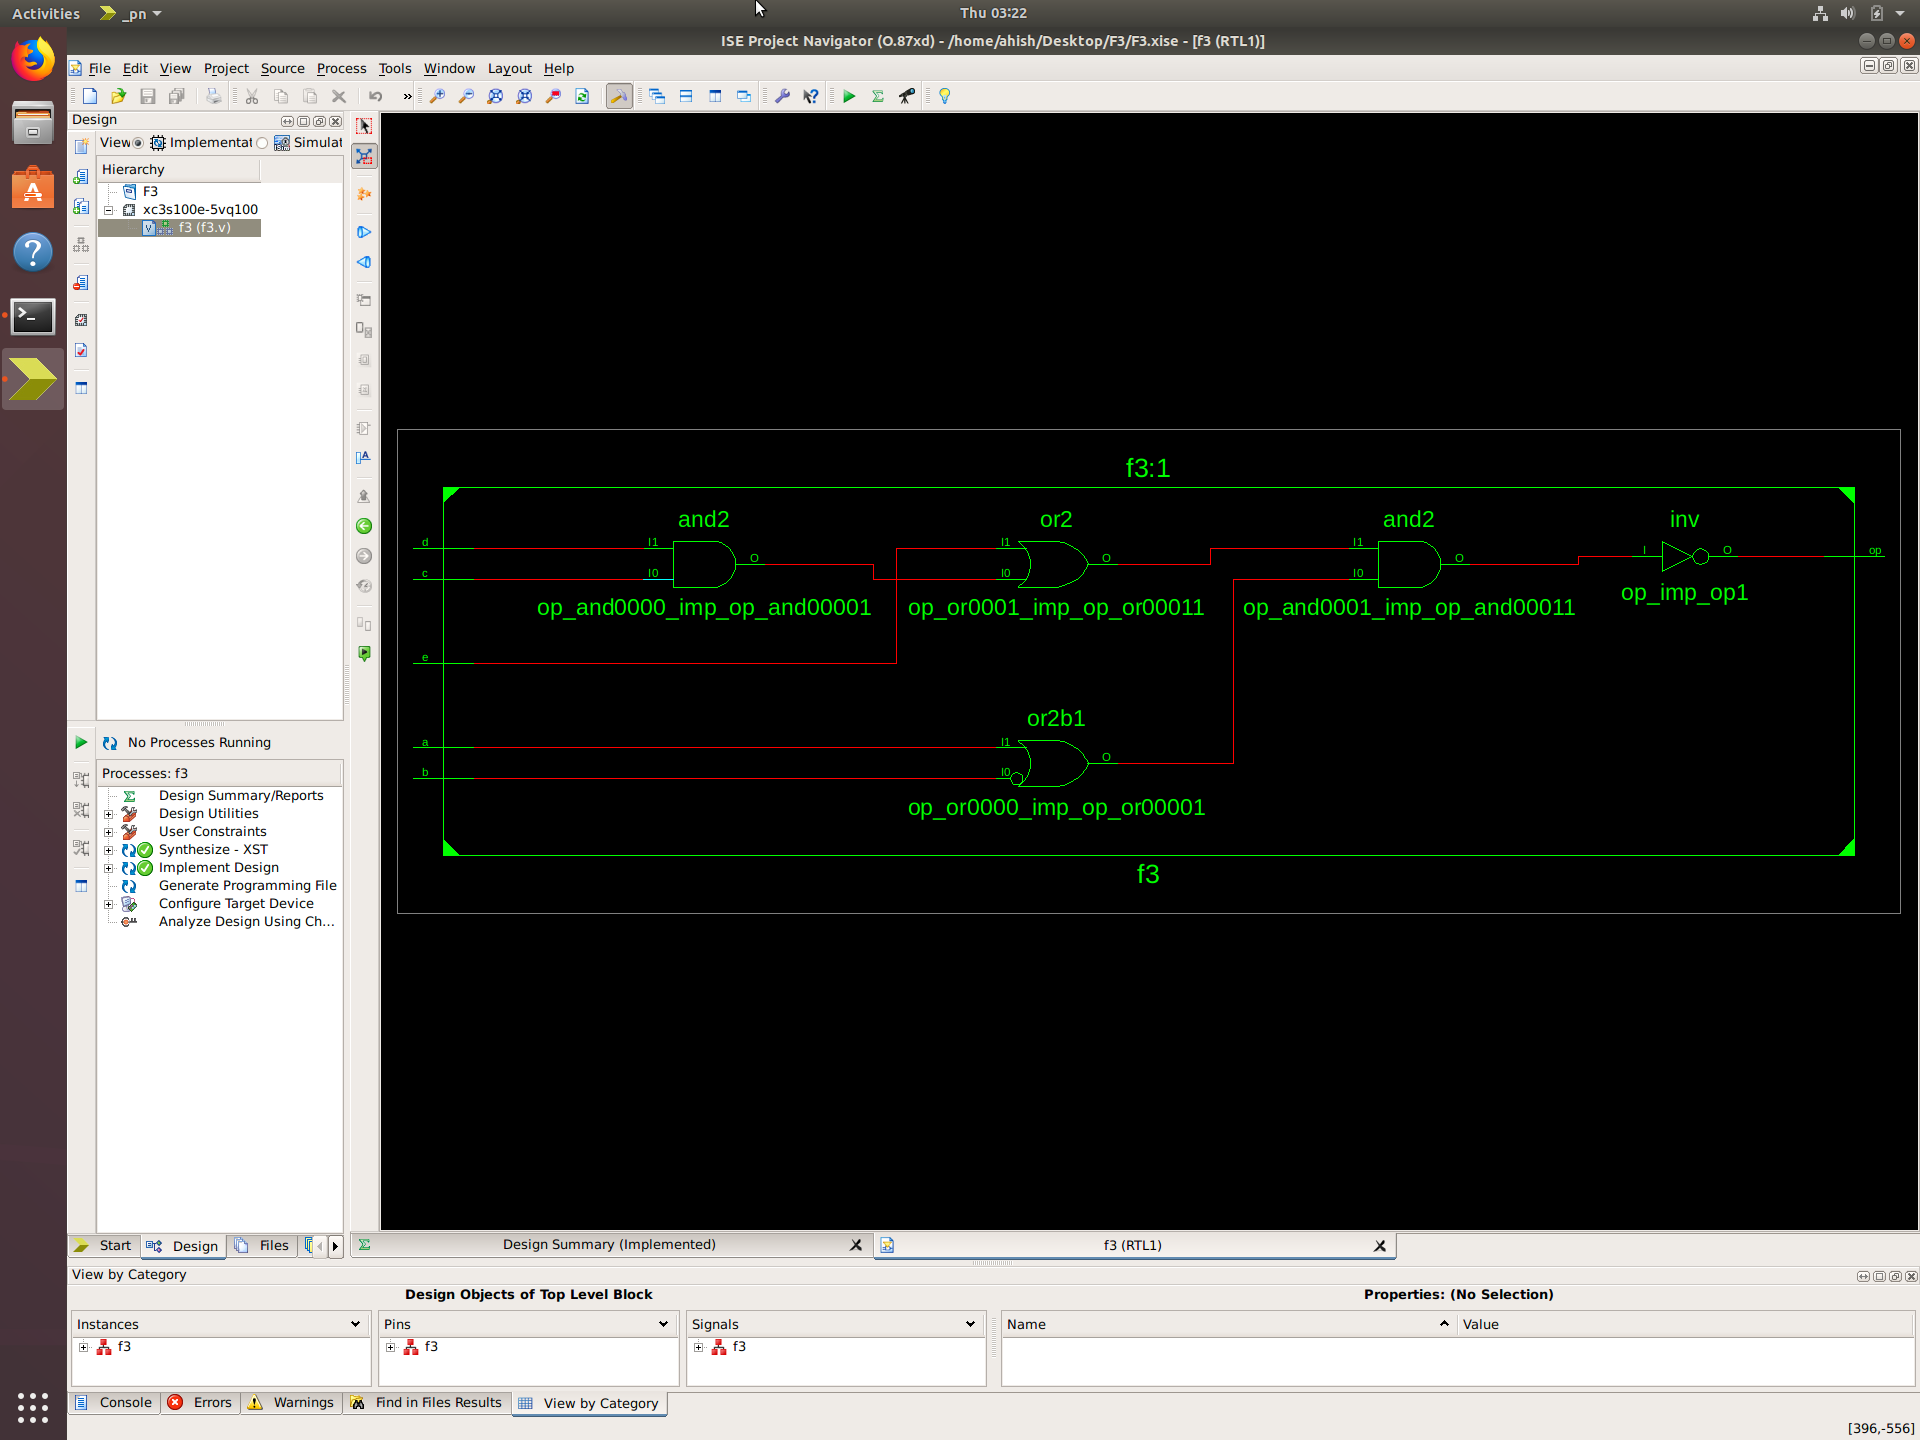 Activities
_pn
Thu 03:22
ISE Project Navigator (O.87xd) - /home/ahish/Desktop/F3/F3.xise - [f3 (RTL1)]
File Edit View Project Source Process Tools Window Layout Help
Design
View Implementat Simulat
Hierarchy
F3
xc3s100e-5vq100
f3 (f3.v)
No Processes Running
Processes: f3
Design Summary/Reports
Design Utilities
User Constraints
Synthesize - XST
Implement Design
Generate Programming File
Configure Target Device
Analyze Design Using Ch...
Start Design Files
f3:1
and2 or2 and2 inv
d I1 O I1 O I1 O I O op
c I0 I0 I0
op_and0000_imp_op_and00001 op_or0001_imp_op_or00011 op_and0001_imp_op_and00011 op_imp_op1
e
or2b1
a I1 O
b I0
op_or0000_imp_op_or00001
f3
Design Summary (Implemented) f3 (RTL1)
View by Category
Design Objects of Top Level Block Properties: (No Selection)
Instances Pins Signals Name Value
f3 f3 f3
Console Errors Warnings Find in Files Results View by Category
[396,-556]